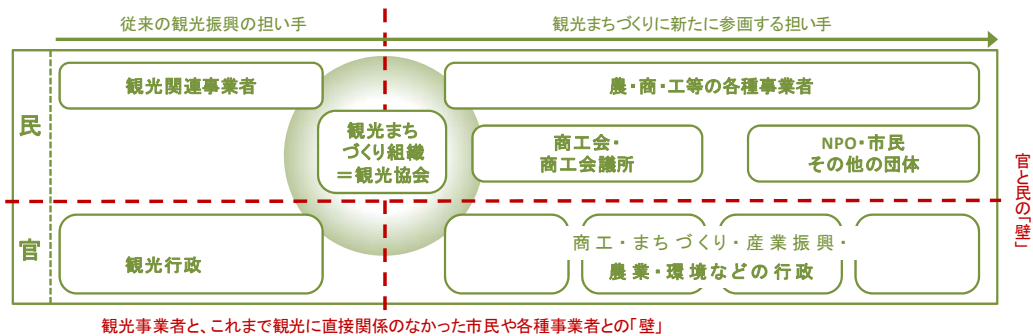 従来の観光振興の担い手
観光まちづくりに新たに参画する担い手
民
観光関連事業者
農・商・工等の各種事業者
観光まち
づくり組織
＝観光協会
商工会・
商工会議所
NPO・市民
その他の団体
官と民の「壁」
官
観光行政
商工・まちづくり・産業振興・
農業・環境などの行政
観光事業者と、これまで観光に直接関係のなかった市民や各種事業者との「壁」